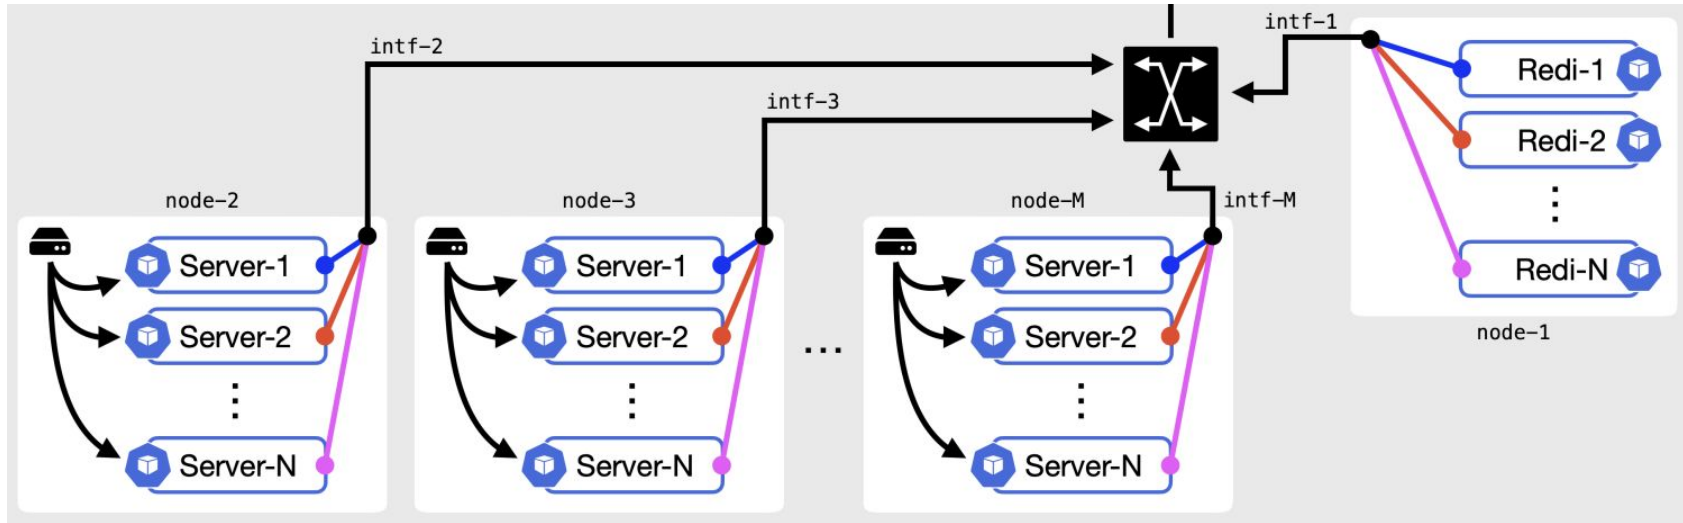 intf-1
intf-2
Redi-1
intf-3
Redi-2
node-2
node-3
node-M
intf-M
Server-1
Server-1
Server-1
Redi-N
Server-2
Server-2
Server-2
node-1
...
Server-N
Server-N
Server-N